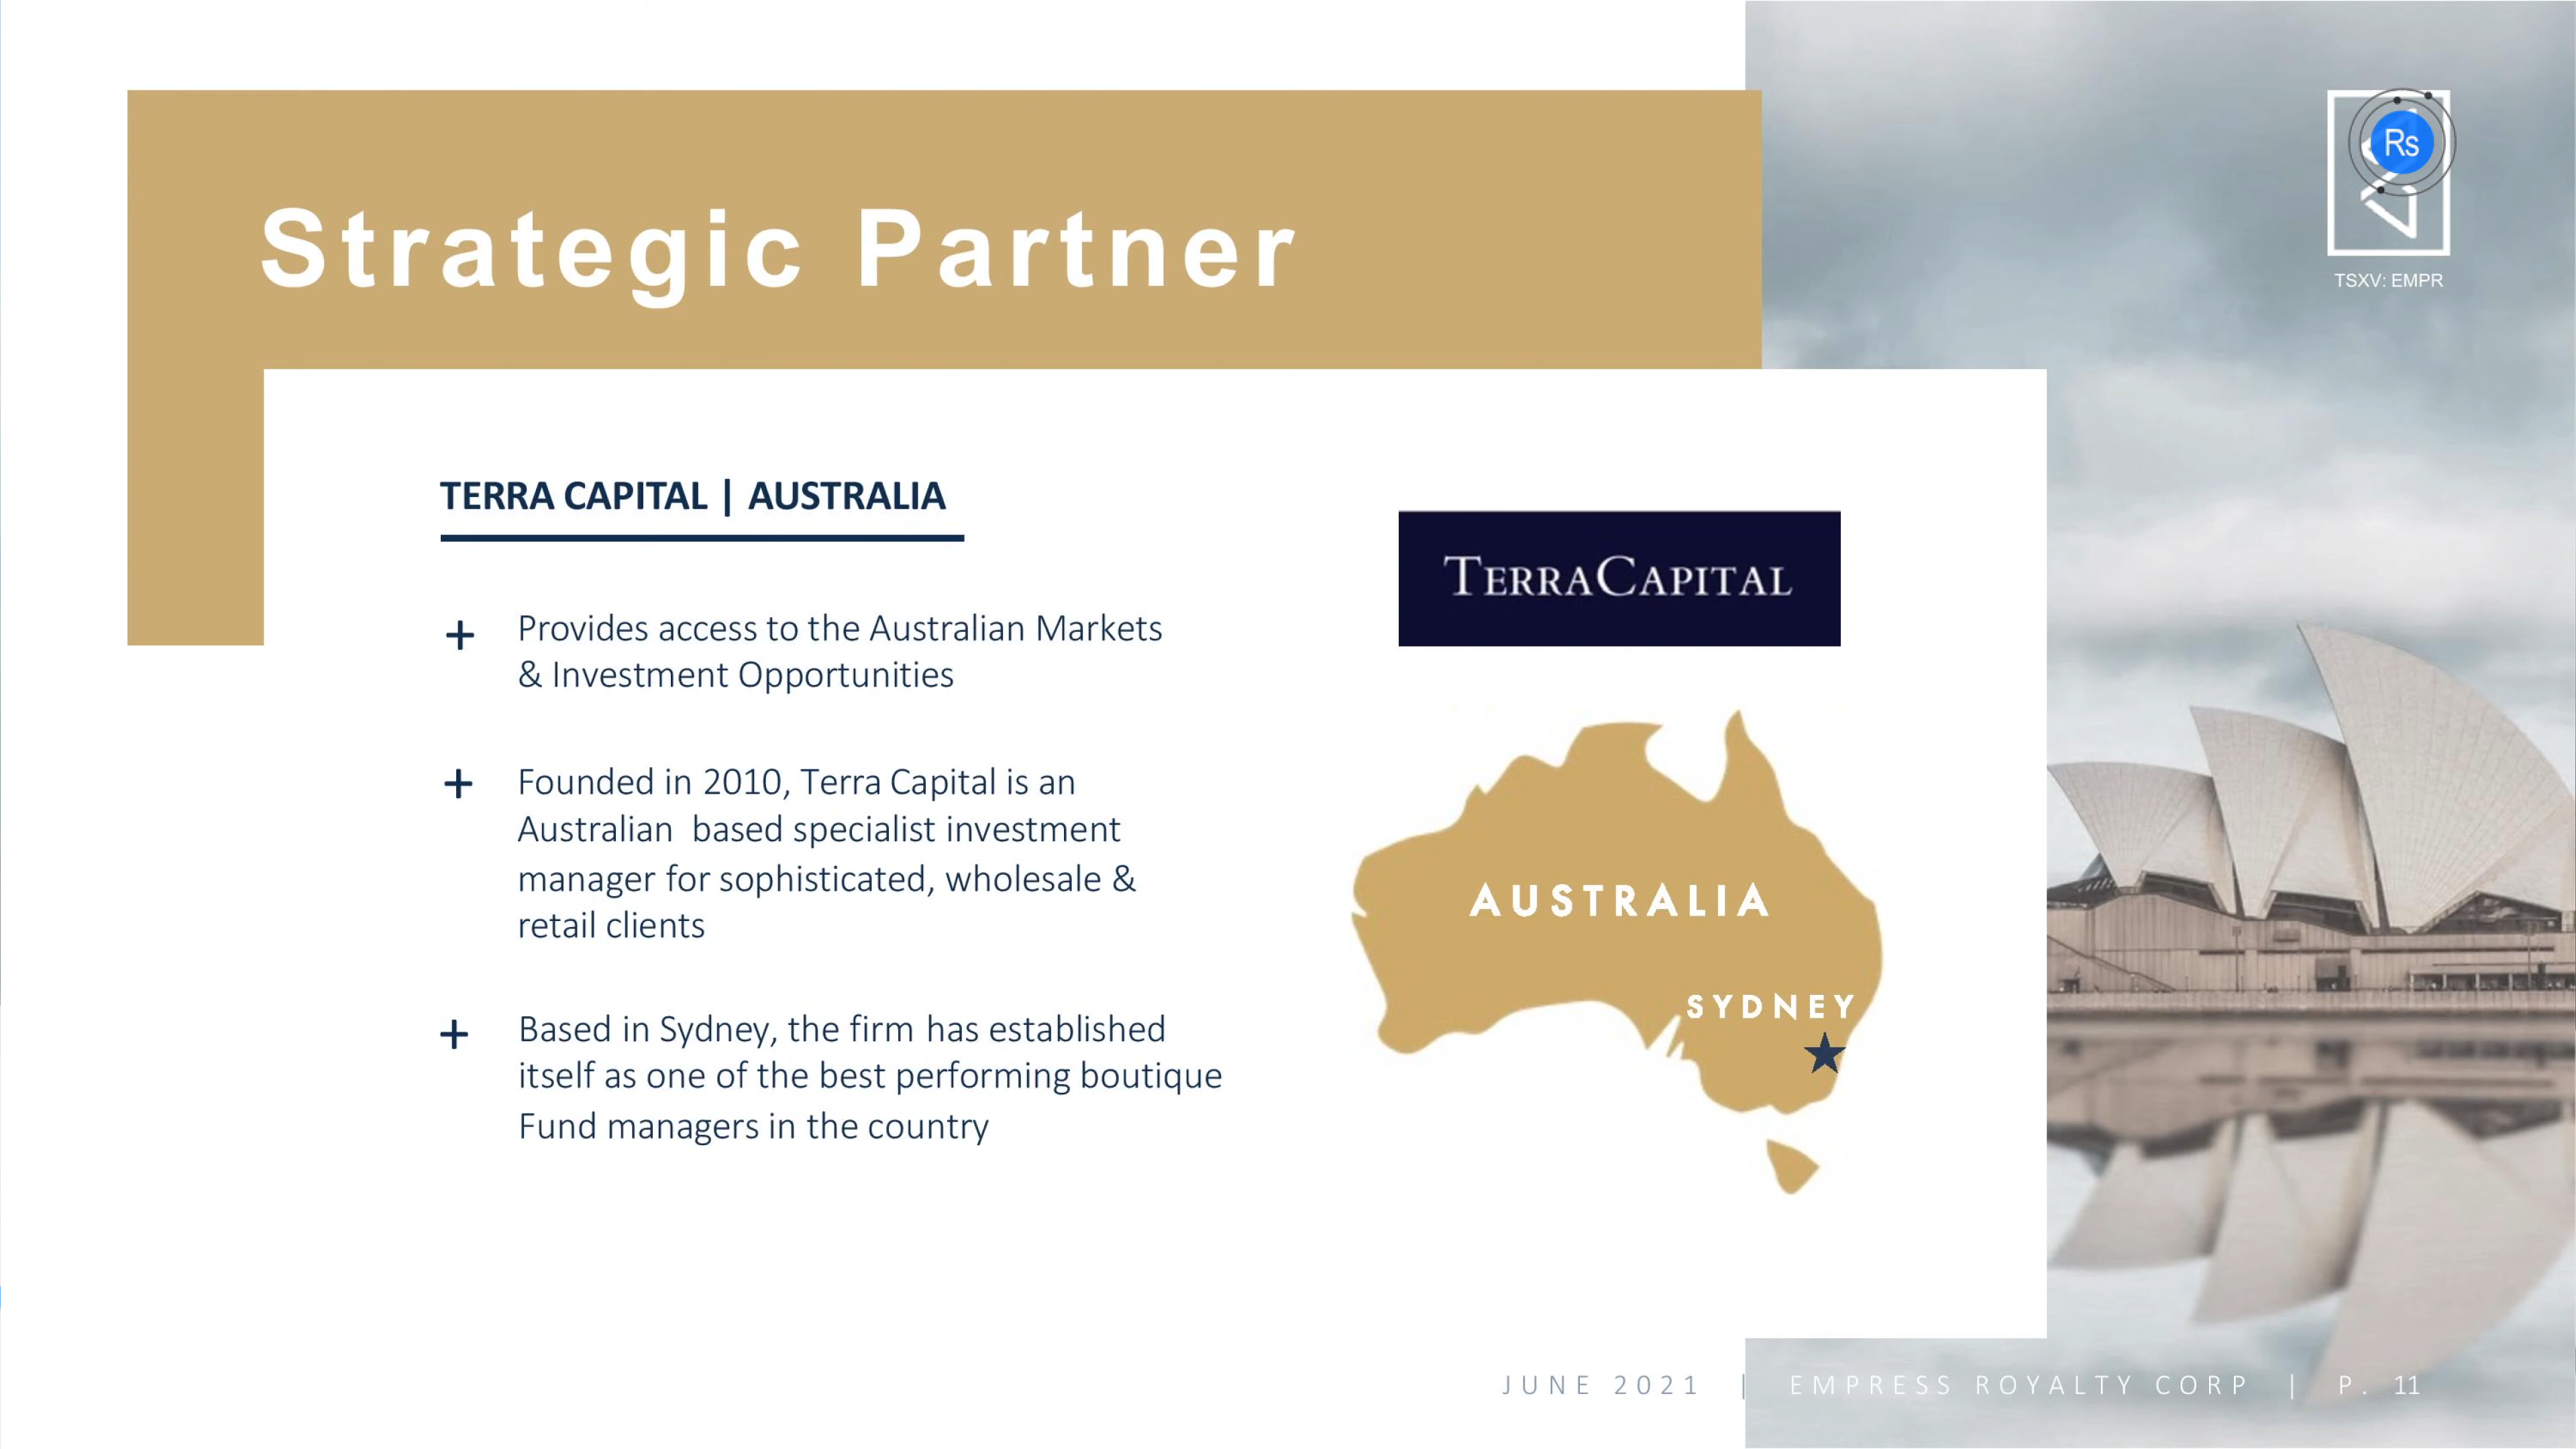 Strategic Partner
Rs
TSXV: EMPR
TERRA CAPITAL | AUSTRALIA
TERRACAPITAL
+ Provides access to the Australian Markets
& Investment Opportunities
+ Founded in 2010, Terra Capital is an
Australian based specialist investment
manager for sophisticated, wholesale &
retail clients
+ Based in Sydney, the firm has established
itself as one of the best performing boutique
Fund managers in the country
AUSTRALIA
SYDNEY
JUNE 2021 | EMPRESS ROYALTY CORP | P. 11